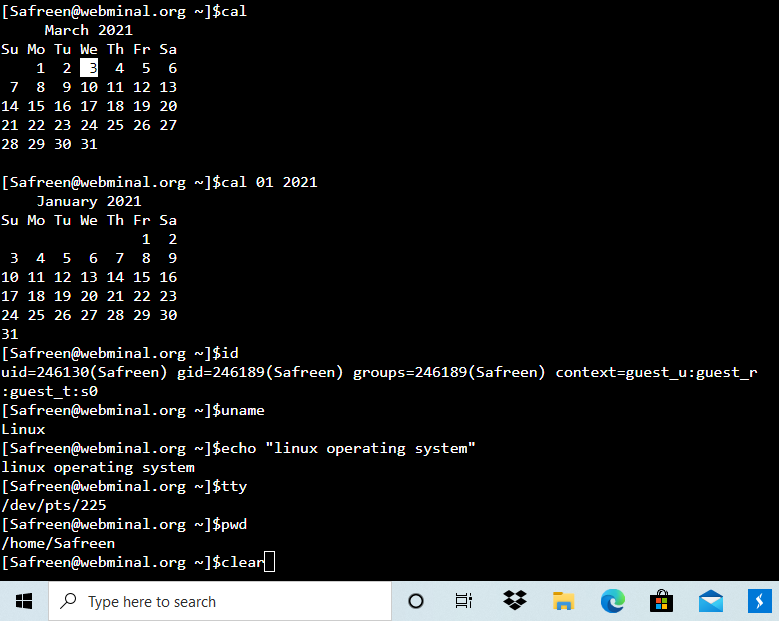 [Safreen@webminal.org ~]$cal
     March 2021
Su Mo Tu We Th Fr Sa
    1  2  3  4  5  6
 7  8  9 10 11 12 13
14 15 16 17 18 19 20
21 22 23 24 25 26 27
28 29 30 31
[Safreen@webminal.org ~]$cal 01 2021
    January 2021
Su Mo Tu We Th Fr Sa
                1  2
 3  4  5  6  7  8  9
10 11 12 13 14 15 16
17 18 19 20 21 22 23
24 25 26 27 28 29 30
31
[Safreen@webminal.org ~]$id
uid=246130(Safreen) gid=246189(Safreen) groups=246189(Safreen) context=guest_u:guest_r
:guest_t:s0
[Safreen@webminal.org ~]$uname
Linux
[Safreen@webminal.org ~]$echo "linux operating system"
linux operating system
[Safreen@webminal.org ~]$tty
/dev/pts/225
[Safreen@webminal.org ~]$pwd
/home/Safreen
[Safreen@webminal.org ~]$clear
Type here to search